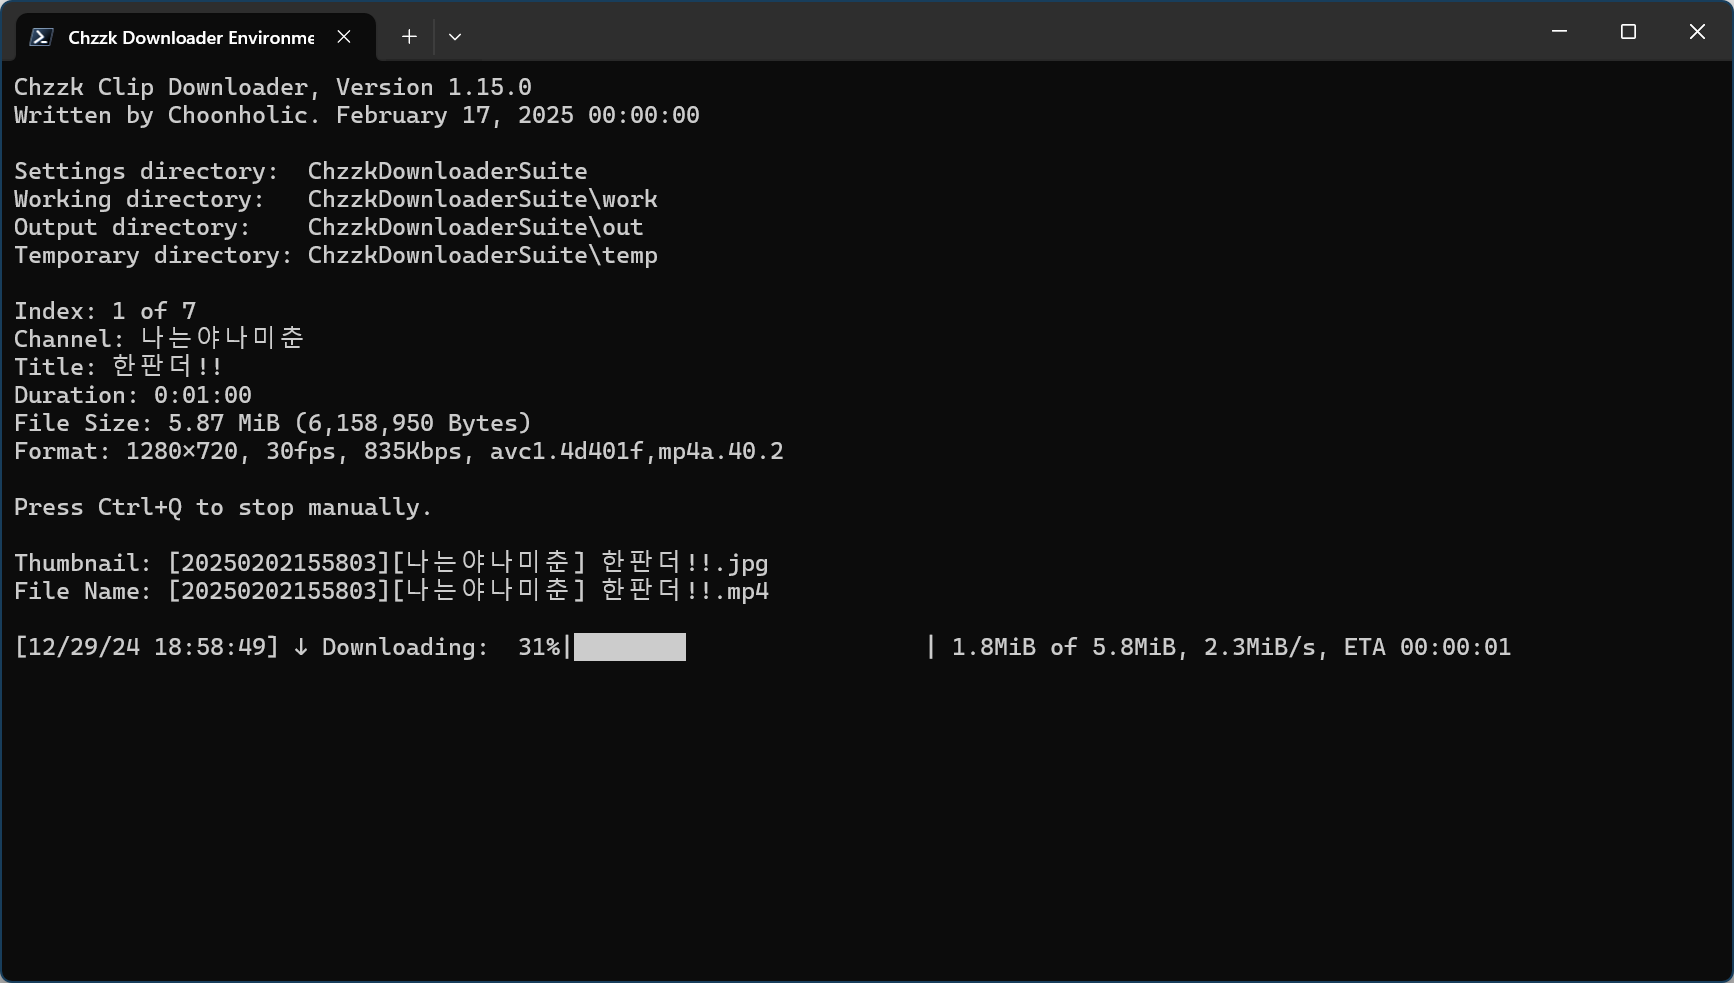 Chzzk Downloader Environme
Chzzk Clip Downloader, Version 1.15.0
Written by Choonholic. February 17, 2025 00:00:00
Settings directory:  ChzzkDownloaderSuite
Working directory:   ChzzkDownloaderSuite\work
Output directory:    ChzzkDownloaderSuite\out
Temporary directory: ChzzkDownloaderSuite\temp
Index: 1 of 7
Channel: 나는야나미춘
Title: 한판더!!
Duration: 0:01:00
File Size: 5.87 MiB (6,158,950 Bytes)
Format: 1280×720, 30fps, 835Kbps, avc1.4d401f,mp4a.40.2
Press Ctrl+Q to stop manually.
Thumbnail: [20250202155803][나는야나미춘] 한판더!!.jpg
File Name: [20250202155803][나는야나미춘] 한판더!!.mp4
[12/29/24 18:58:49] ↓ Downloading:  31%|████████                 | 1.8MiB of 5.8MiB, 2.3MiB/s, ETA 00:00:01